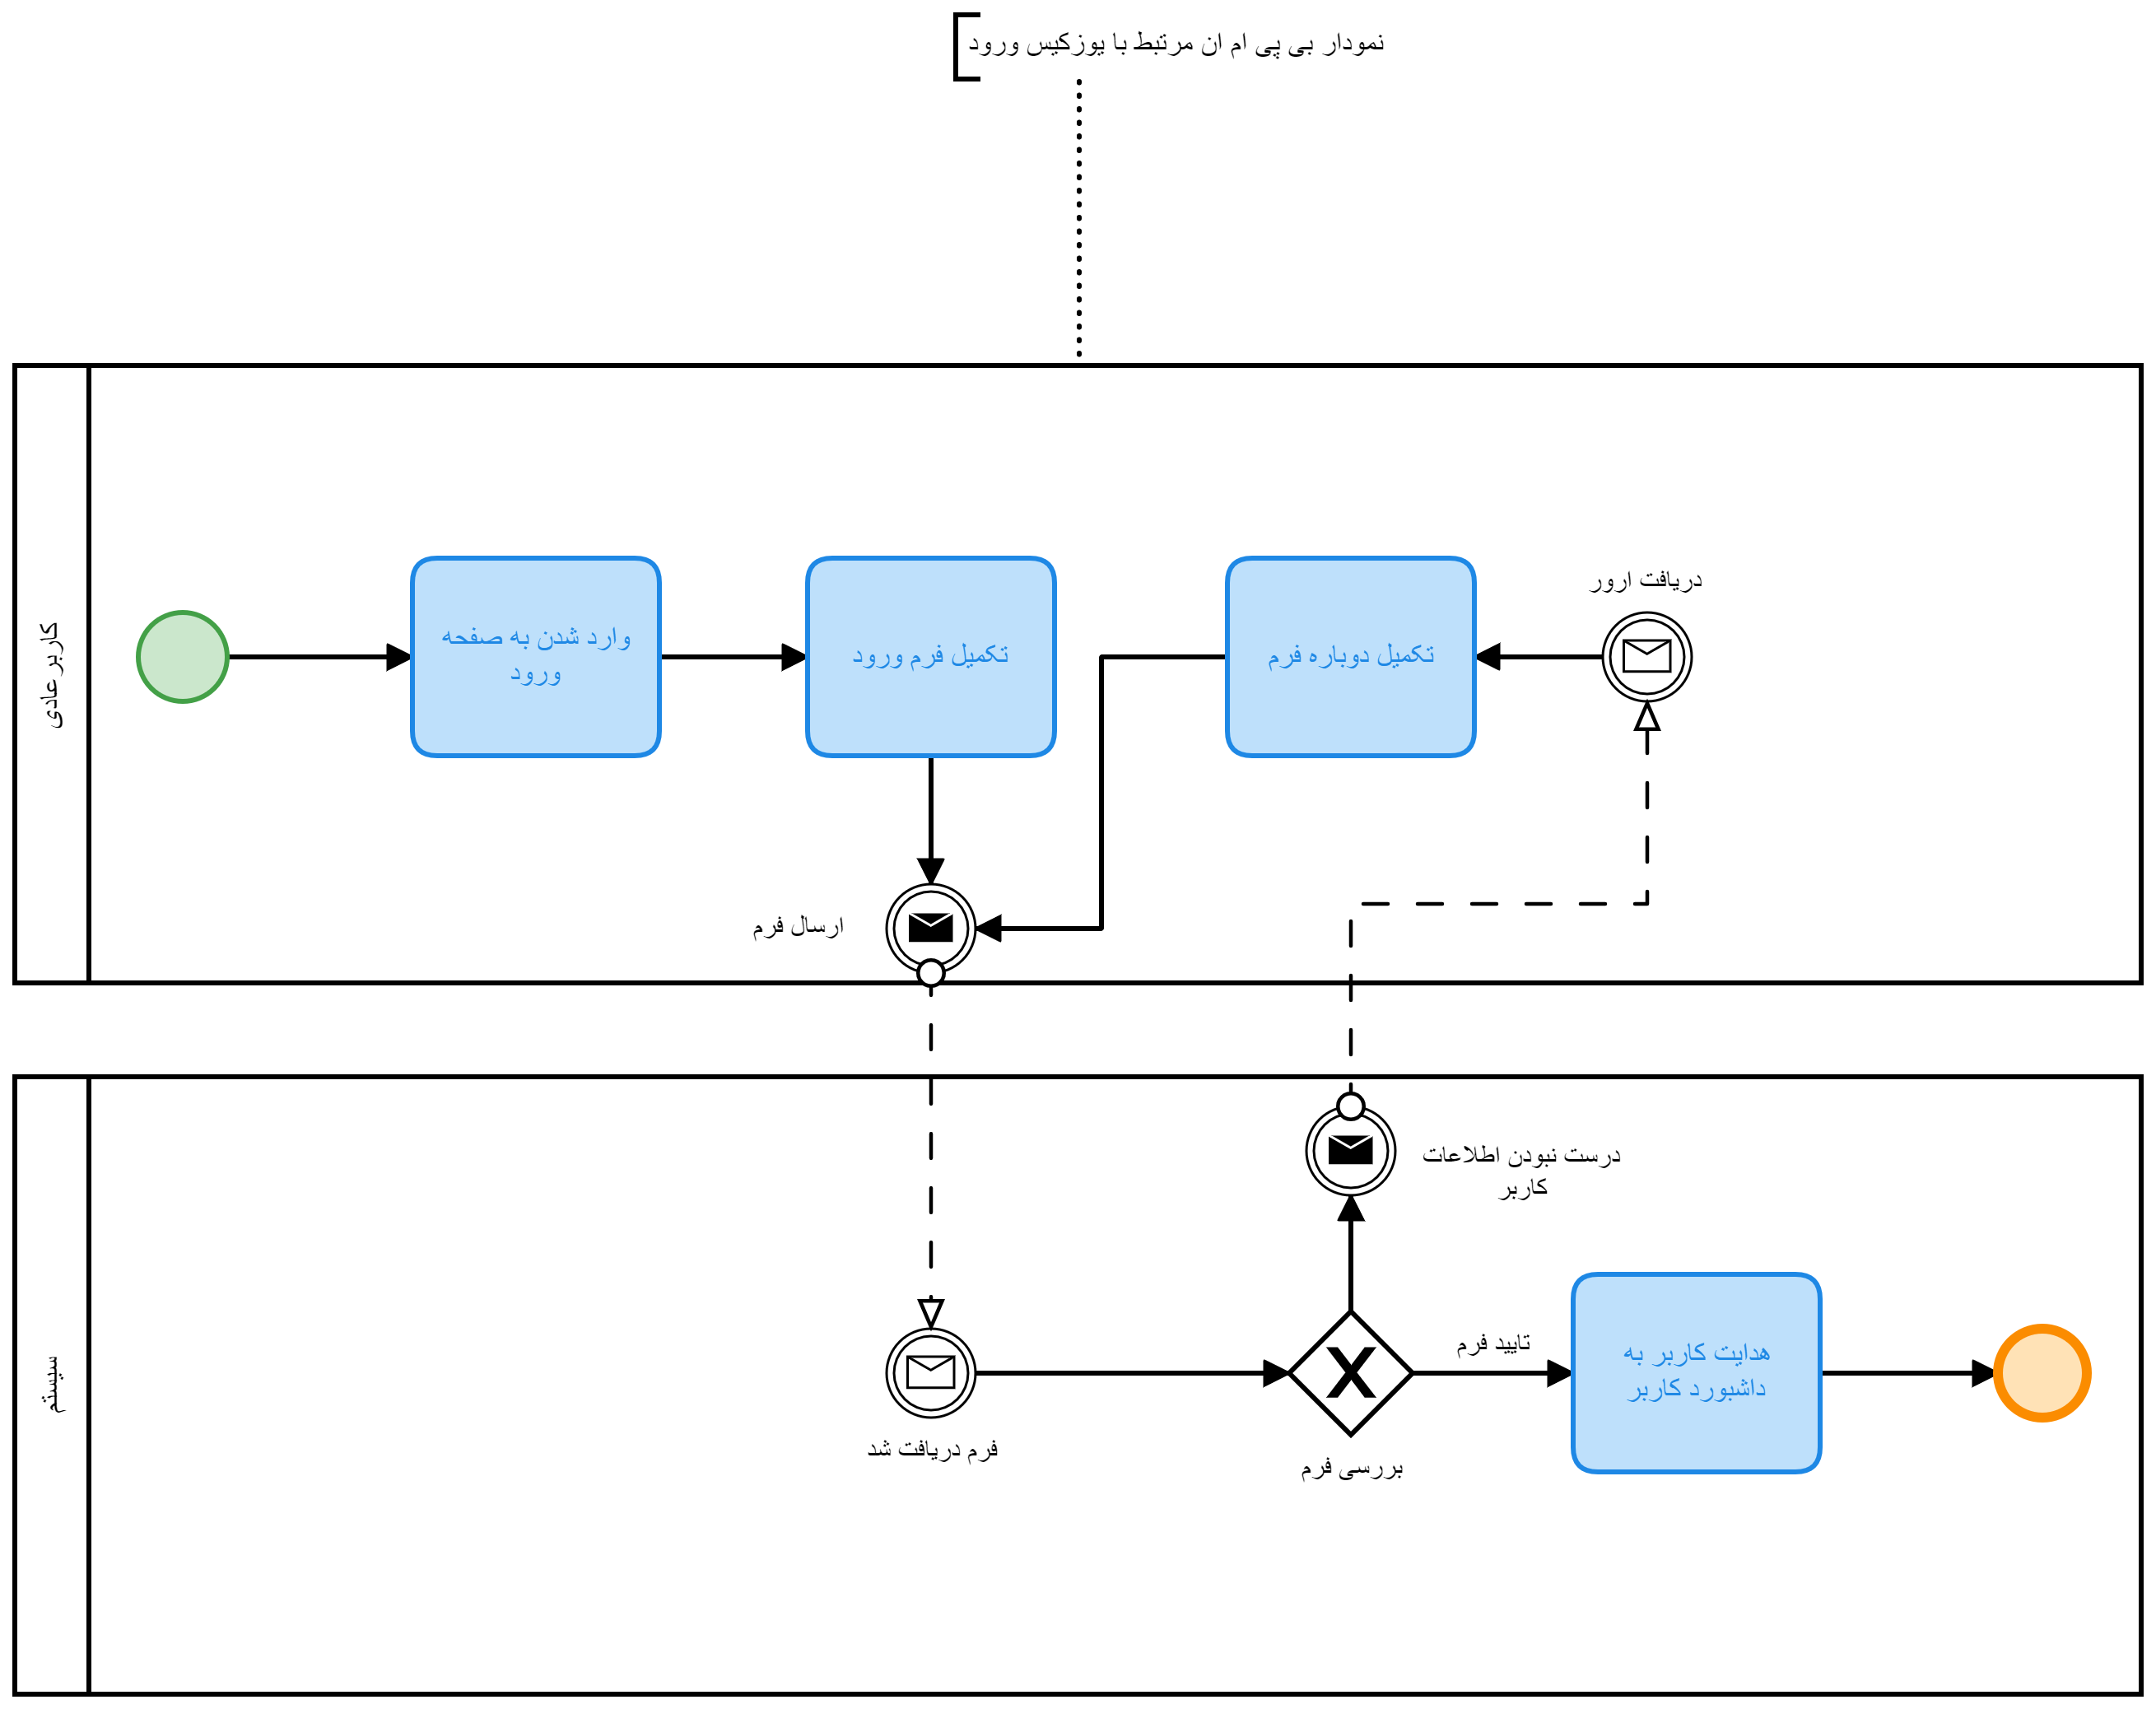 نمودار بی پی ام ان مرتبط با یوزکیس ورود
کاربر عادی
وارد شدن به صفحه
ورود
تکمیل فرم ورود
تکمیل دوباره فرم
دریافت ارور
ارسال فرم
سیستم
درست نبودن اطلاعات
کاربر
فرم دریافت شد
بررسی فرم
تایید فرم
هدایت کاربر به
داشبورد کاربر